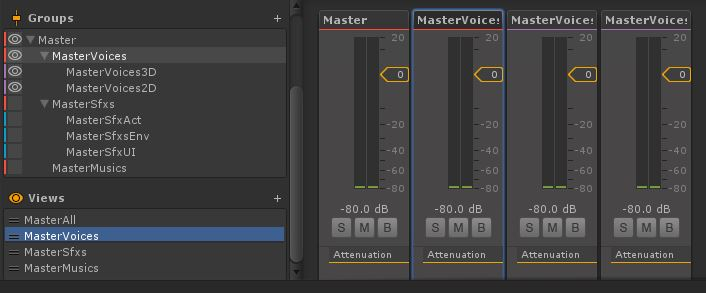 Groups +
Master
MasterVoices
MasterVoices3D
MasterVoices2D
MasterSfxs
MasterSfxAct
MasterSfxsEnv
MasterSfxUI
MasterMusics
Views +
MasterAll
MasterVoices
MasterSfxs
MasterMusics
Master
20
0
-20
-40
-60
-80
-80.0 dB
S M B
Attenuation
MasterVoices
20
0
-20
-40
-60
-80
-80.0 dB
S M B
Attenuation
MasterVoices
20
0
-20
-40
-60
-80
-80.0 dB
S M B
Attenuation
MasterVoices
20
0
-20
-40
-60
-80
-80.0 dB
S M B
Attenuation